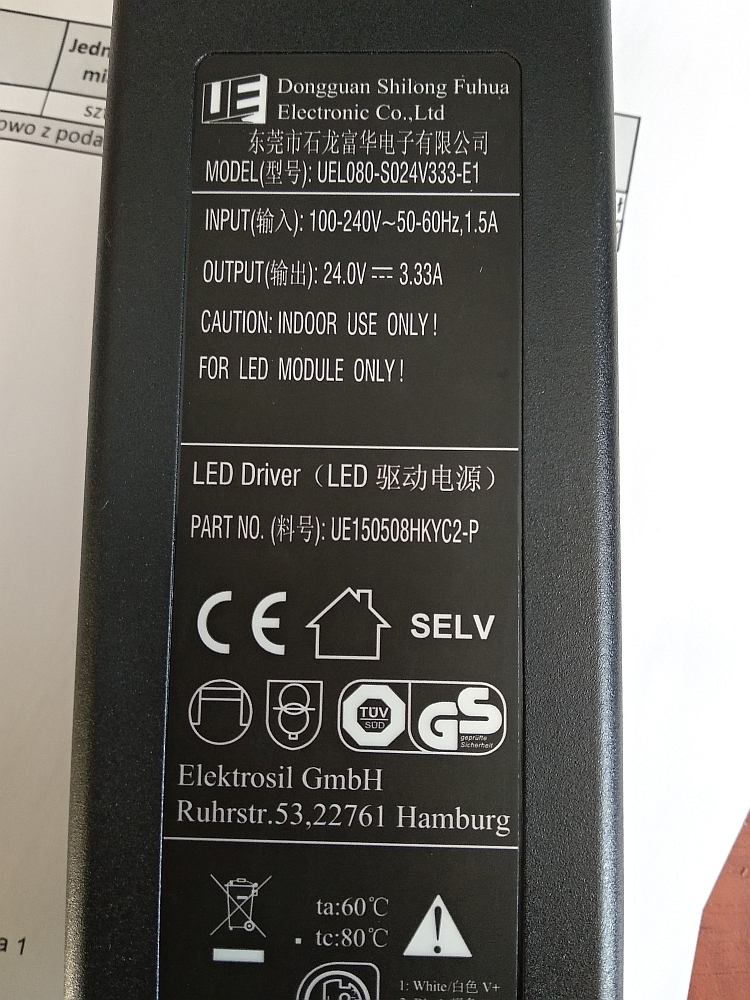 Jedn
mi
szt
owo z poda
UE
Dongguan Shilong Fuhua
Electronic Co.,Ltd
东莞市石龙富华电子有限公司
MODEL(型号): UEL080-S024V333-E1
INPUT(输入): 100-240V~50-60Hz,1.5A
OUTPUT(输出): 24.0V ⎓ 3.33A
CAUTION: INDOOR USE ONLY!
FOR LED MODULE ONLY!
LED Driver（LED 驱动电源）
PART NO. (料号): UE150508HKYC2-P
CE SELV
TÜV
SÜD
GS
geprüfte
Sicherheit
Elektrosil GmbH
Ruhrstr.53,22761 Hamburg
ta:60℃
tc:80℃
a 1
1: White/白色 V+